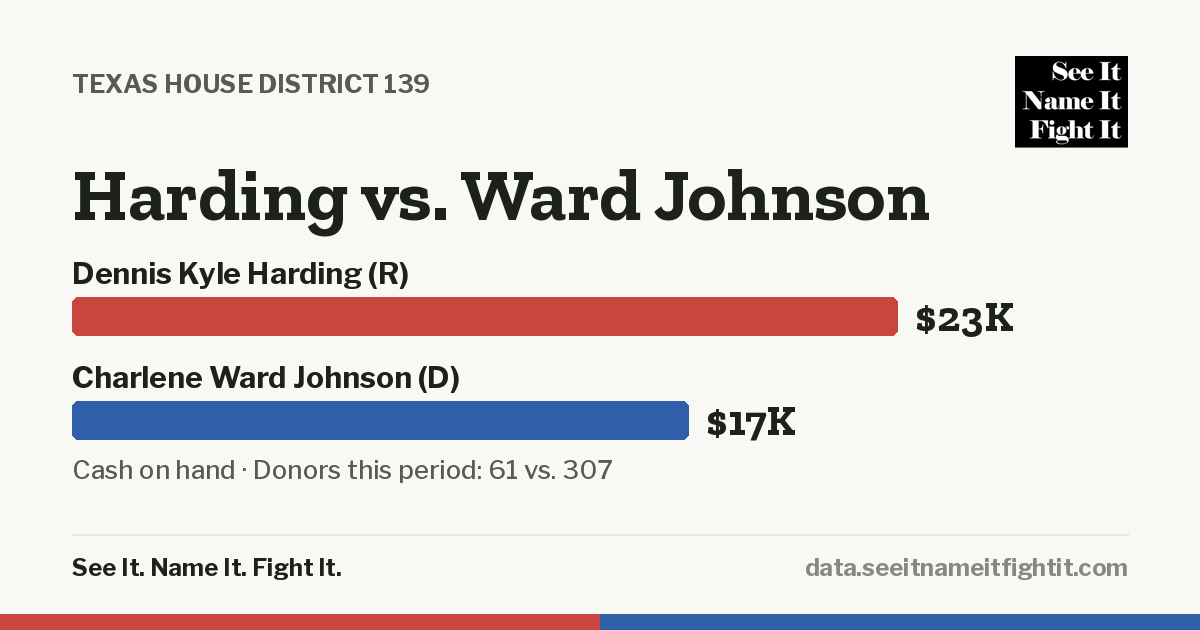 TEXAS HOUSE DISTRICT 139
See It
Name It
Fight It
Harding vs. Ward Johnson
Dennis Kyle Harding (R)
$23K
Charlene Ward Johnson (D)
$17K
Cash on hand · Donors this period: 61 vs. 307
See It. Name It. Fight It.
data.seeitnameitfightit.com